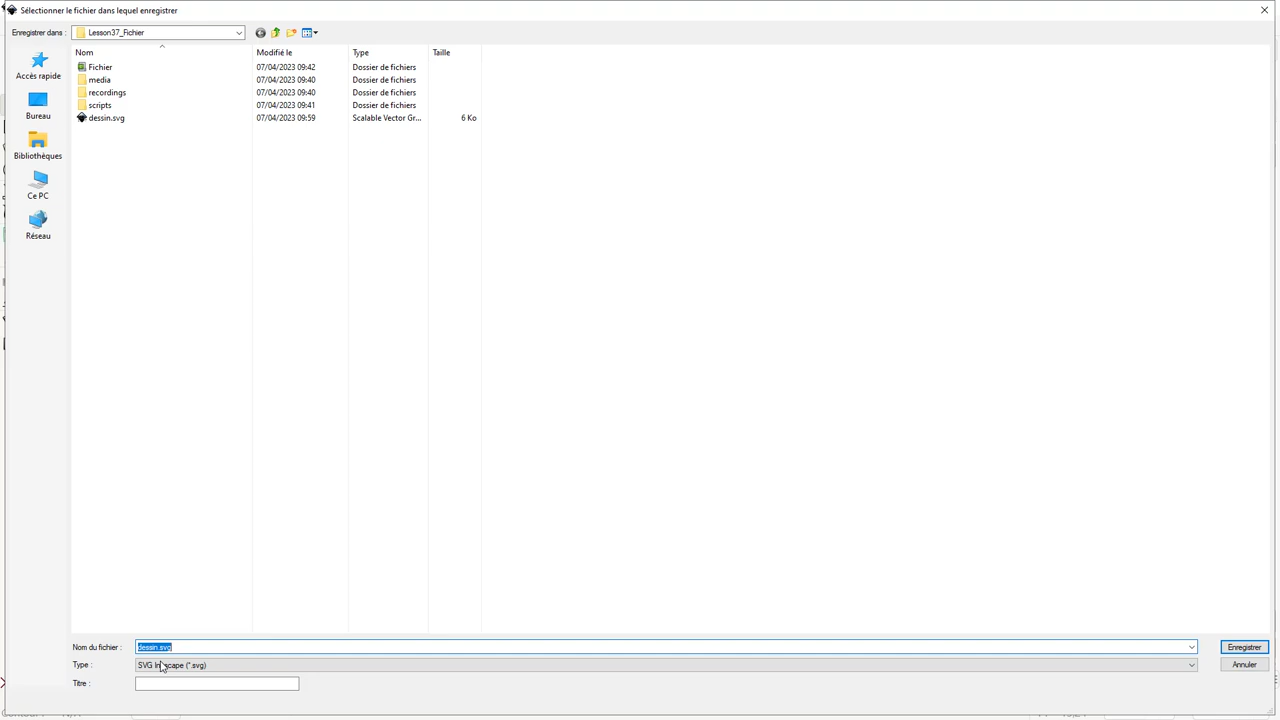 Sélectionner le fichier dans lequel enregistrer
Enregistrer dans : Lesson37_Fichier
Nom Modifié le Type Taille
Fichier 07/04/2023 09:42 Dossier de fichiers
media 07/04/2023 09:40 Dossier de fichiers
recordings 07/04/2023 09:40 Dossier de fichiers
scripts 07/04/2023 09:41 Dossier de fichiers
dessin.svg 07/04/2023 09:59 Scalable Vector Gr... 6 Ko
Accès rapide
Bureau
Bibliothèques
Ce PC
Réseau
Nom du fichier : dessin.svg Enregistrer
Type : SVG Inkscape (*.svg) Annuler
Titre :